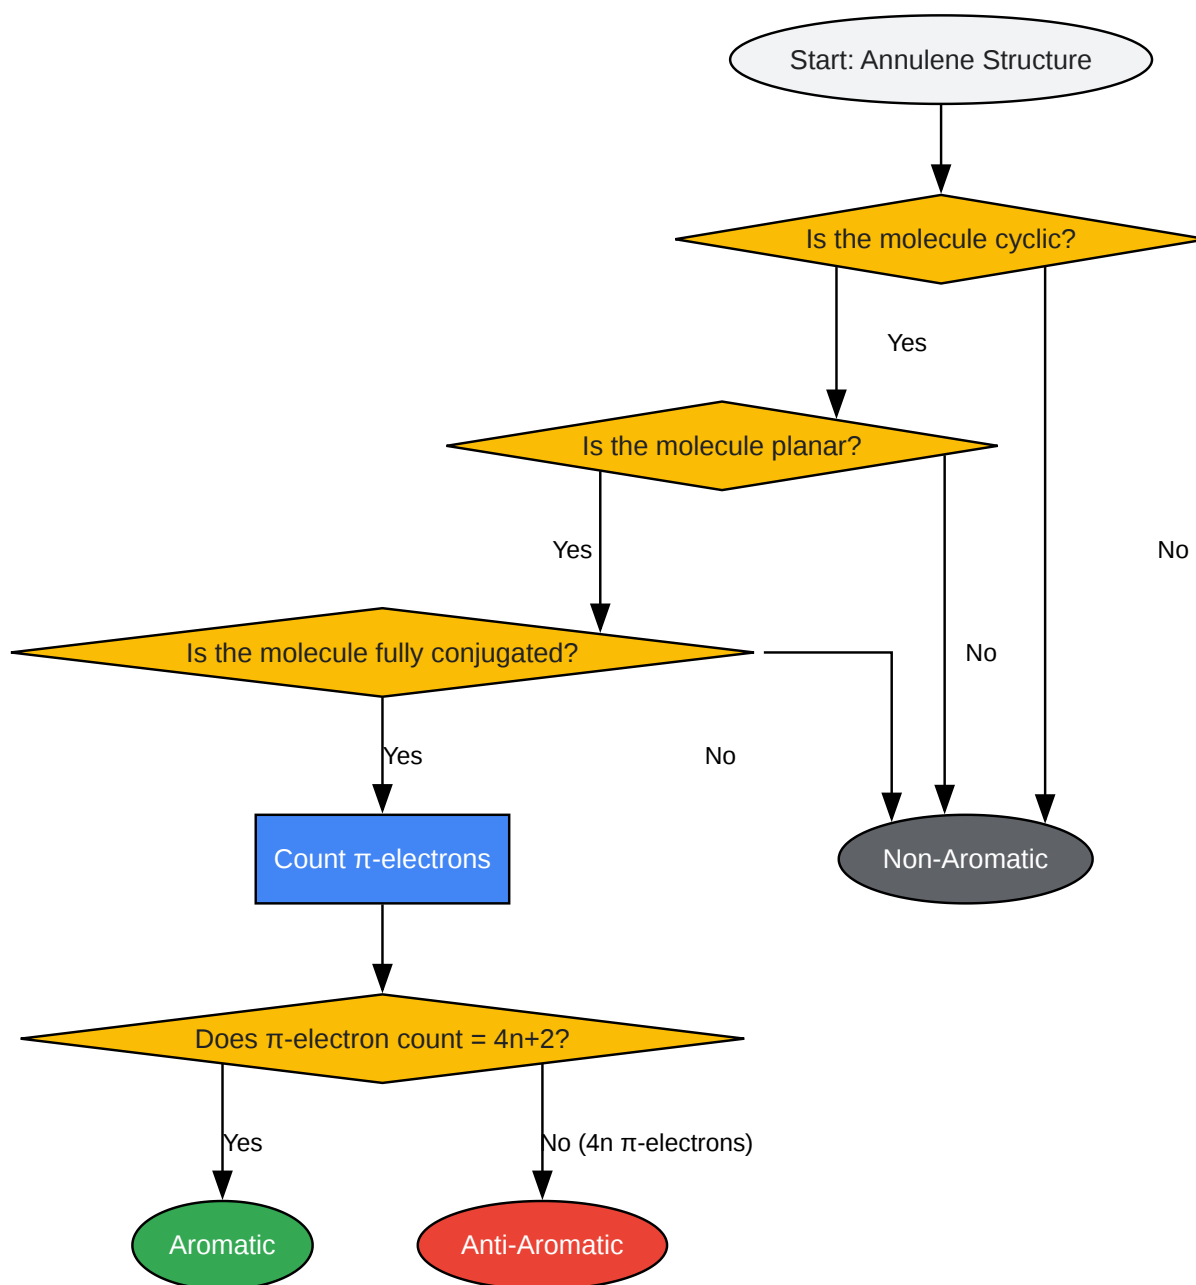 Start: Annulene Structure
Is the molecule cyclic?
Yes
Is the molecule planar?
Yes
No
Is the molecule fully conjugated?
No
Yes
No
Count π-electrons
Non-Aromatic
Does π-electron count = 4n+2?
Yes
No (4n π-electrons)
Aromatic
Anti-Aromatic